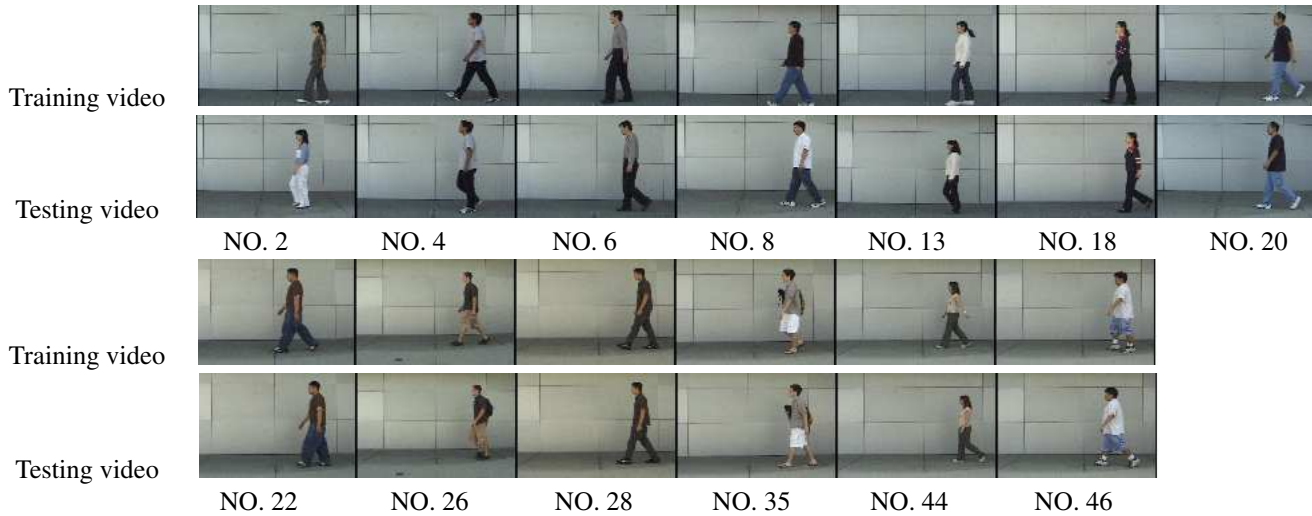 Training video
Testing video
NO. 2 NO. 4 NO. 6 NO. 8 NO. 13 NO. 18 NO. 20
Training video
Testing video
NO. 22 NO. 26 NO. 28 NO. 35 NO. 44 NO. 46